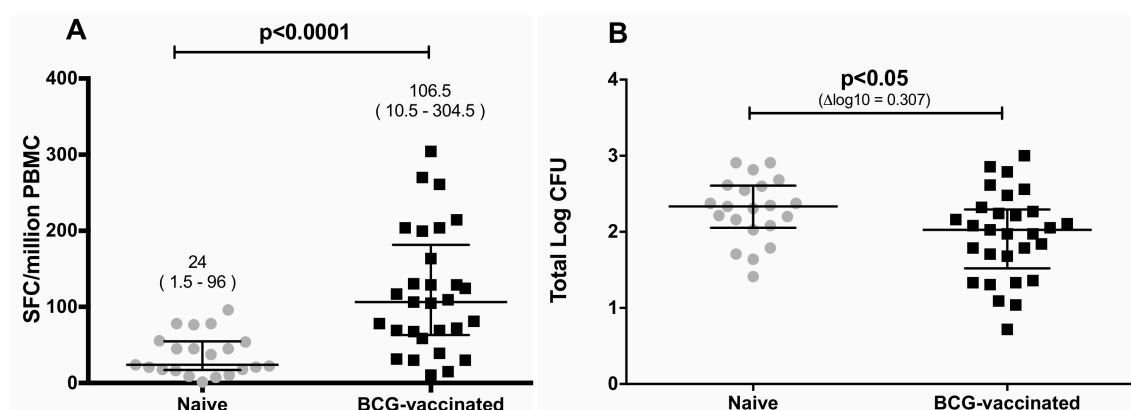 A
p<0.0001
400
300
200
100
0
SFC/million PBMC
24
( 1.5 - 96 )
106.5
( 10.5 - 304.5 )
Naive
BCG-vaccinated
B
p<0.05
(Δlog10 = 0.307)
4
3
2
1
0
Total Log CFU
Naive
BCG-vaccinated